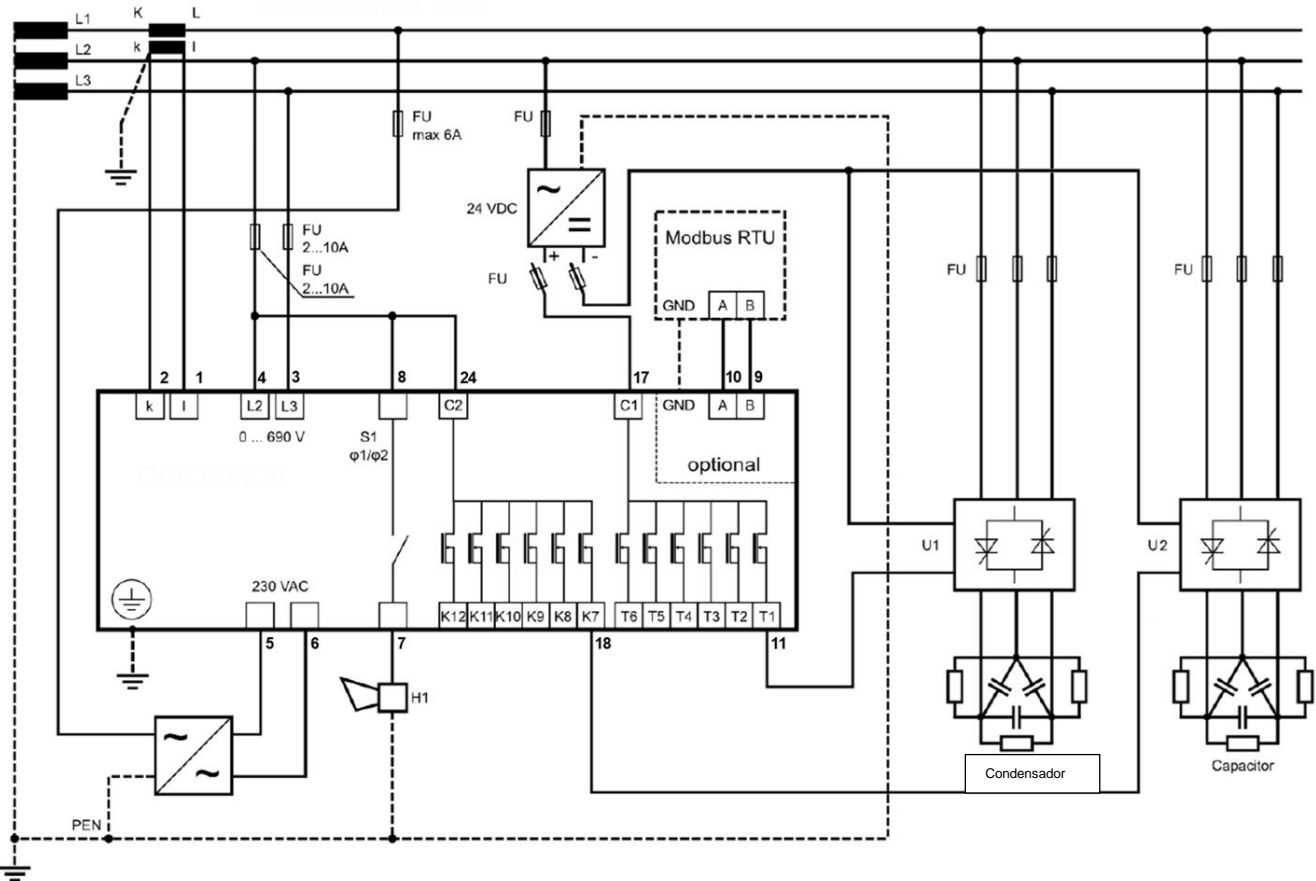 L1 K L
L2 k l
L3
FU
max 6A
FU
24 VDC
Modbus RTU
FU
2...10A
FU
2...10A
FU
+ -
GND A B
FU
FU
2 1 4 3 8 24 17 10 9
k l L2 L3 C2 C1 GND A B
0 ... 690 V
S1
φ1/φ2
optional
U1
U2
230 VAC
K12 K11 K10 K9 K8 K7 T6 T5 T4 T3 T2 T1
5 6 7 18 11
H1
Condensador
Capacitor
PEN